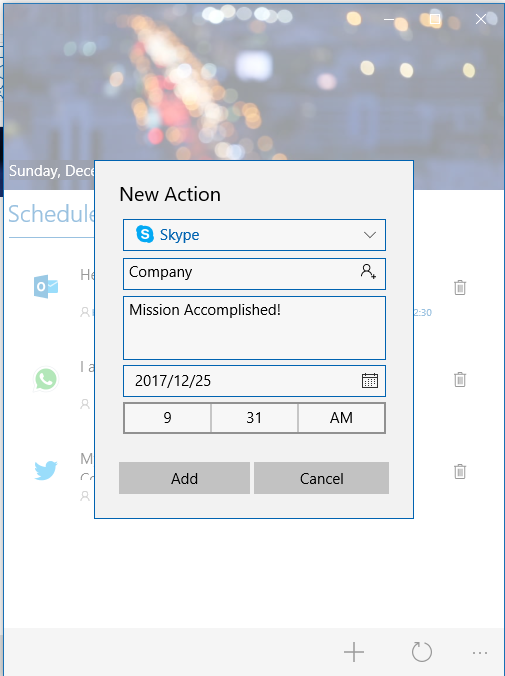 Sunday, Dece
Schedule
New Action
Skype
Company
Mission Accomplished!
2017/12/25
9 31 AM
Add Cancel
He
2:30
I a
M